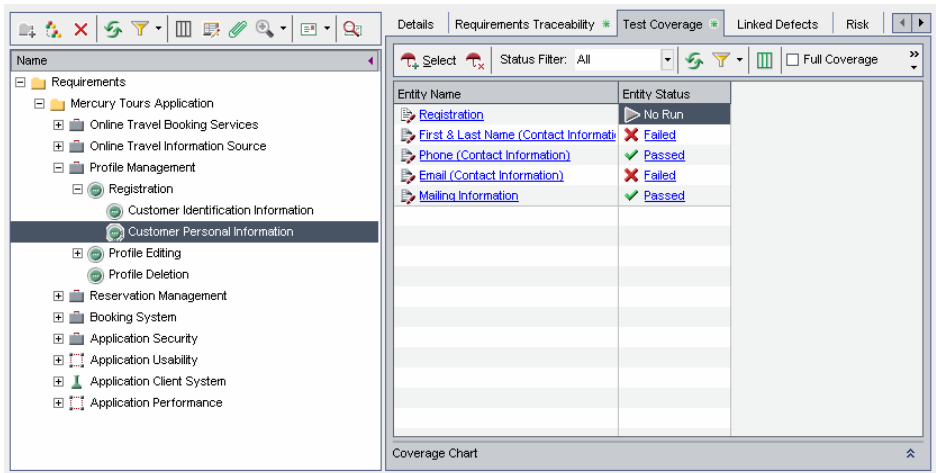 Name
Requirements
Mercury Tours Application
Online Travel Booking Services
Online Travel Information Source
Profile Management
Registration
Customer Identification Information
Customer Personal Information
Profile Editing
Profile Deletion
Reservation Management
Booking System
Application Security
Application Usability
Application Client System
Application Performance
Details Requirements Traceability * Test Coverage * Linked Defects Risk
Select Status Filter: All Full Coverage »
Entity Name Entity Status
Registration No Run
First & Last Name (Contact Informati Failed
Phone (Contact Information) Passed
Email (Contact Information) Failed
Mailing Information Passed
Coverage Chart